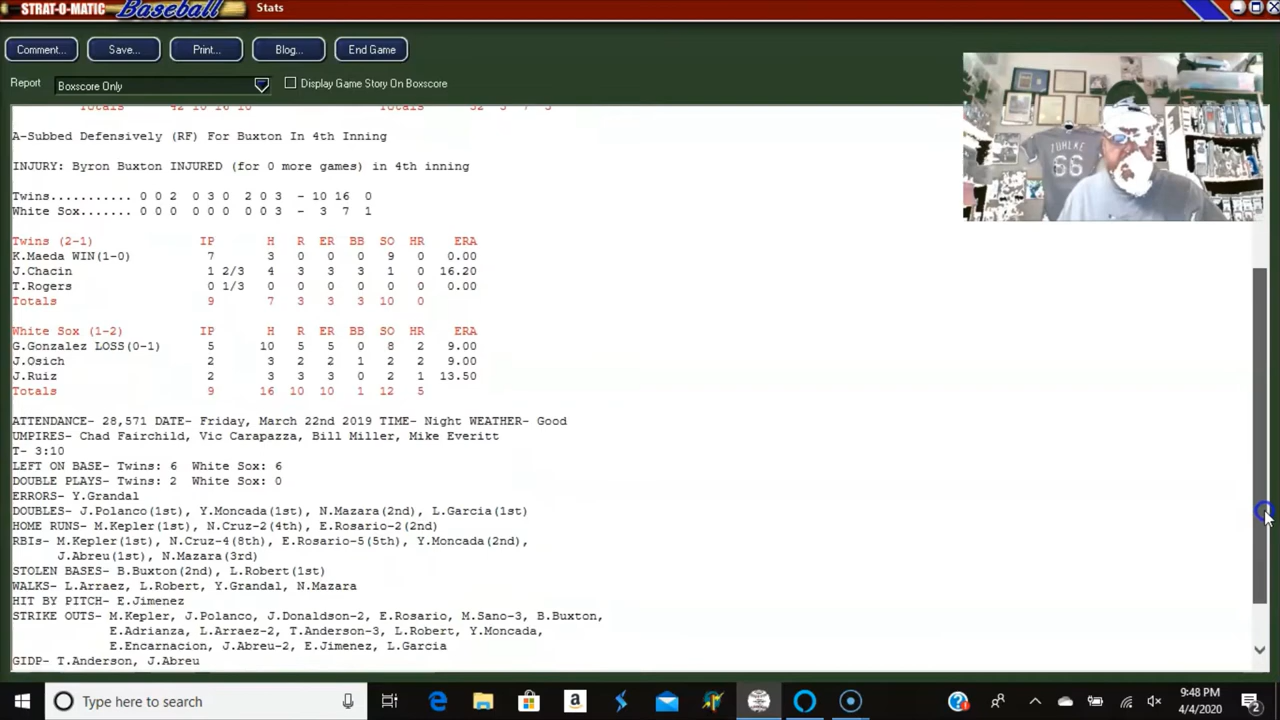 STRAT-O-MATIC Baseball Stats
Comment... Save... Print... Blog... End Game
Report Boxscore Only Display Game Story On Boxscore
Totals 42 10 16 10 Totals 32 3 7 3
A-Subbed Defensively (RF) For Buxton In 4th Inning
INJURY: Byron Buxton INJURED (for 0 more games) in 4th inning
Twins........... 0 0 2 0 3 0 2 0 3 - 10 16 0
White Sox....... 0 0 0 0 0 0 0 0 3 - 3 7 1
Twins (2-1) IP H R ER BB SO HR ERA
K.Maeda WIN(1-0) 7 3 0 0 0 9 0 0.00
J.Chacin 1 2/3 4 3 3 3 1 0 16.20
T.Rogers 0 1/3 0 0 0 0 0 0 0.00
Totals 9 7 3 3 3 10 0
White Sox (1-2) IP H R ER BB SO HR ERA
G.Gonzalez LOSS(0-1) 5 10 5 5 0 8 2 9.00
J.Osich 2 3 2 2 1 2 2 9.00
J.Ruiz 2 3 3 3 0 2 1 13.50
Totals 9 16 10 10 1 12 5
ATTENDANCE- 28,571 DATE- Friday, March 22nd 2019 TIME- Night WEATHER- Good
UMPIRES- Chad Fairchild, Vic Carapazza, Bill Miller, Mike Everitt
T- 3:10
LEFT ON BASE- Twins: 6 White Sox: 6
DOUBLE PLAYS- Twins: 2 White Sox: 0
ERRORS- Y.Grandal
DOUBLES- J.Polanco(1st), Y.Moncada(1st), N.Mazara(2nd), L.Garcia(1st)
HOME RUNS- M.Kepler(1st), N.Cruz-2(4th), E.Rosario-2(2nd)
RBIs- M.Kepler(1st), N.Cruz-4(8th), E.Rosario-5(5th), Y.Moncada(2nd),
J.Abreu(1st), N.Mazara(3rd)
STOLEN BASES- B.Buxton(2nd), L.Robert(1st)
WALKS- L.Arraez, L.Robert, Y.Grandal, N.Mazara
HIT BY PITCH- E.Jimenez
STRIKE OUTS- M.Kepler, J.Polanco, J.Donaldson-2, E.Rosario, M.Sano-3, B.Buxton,
E.Adrianza, L.Arraez-2, T.Anderson-3, L.Robert, Y.Moncada,
E.Encarnacion, J.Abreu-2, E.Jimenez, L.Garcia
GIDP- T.Anderson, J.Abreu
TUHLKE
66
Type here to search
9:48 PM
4/4/2020
2